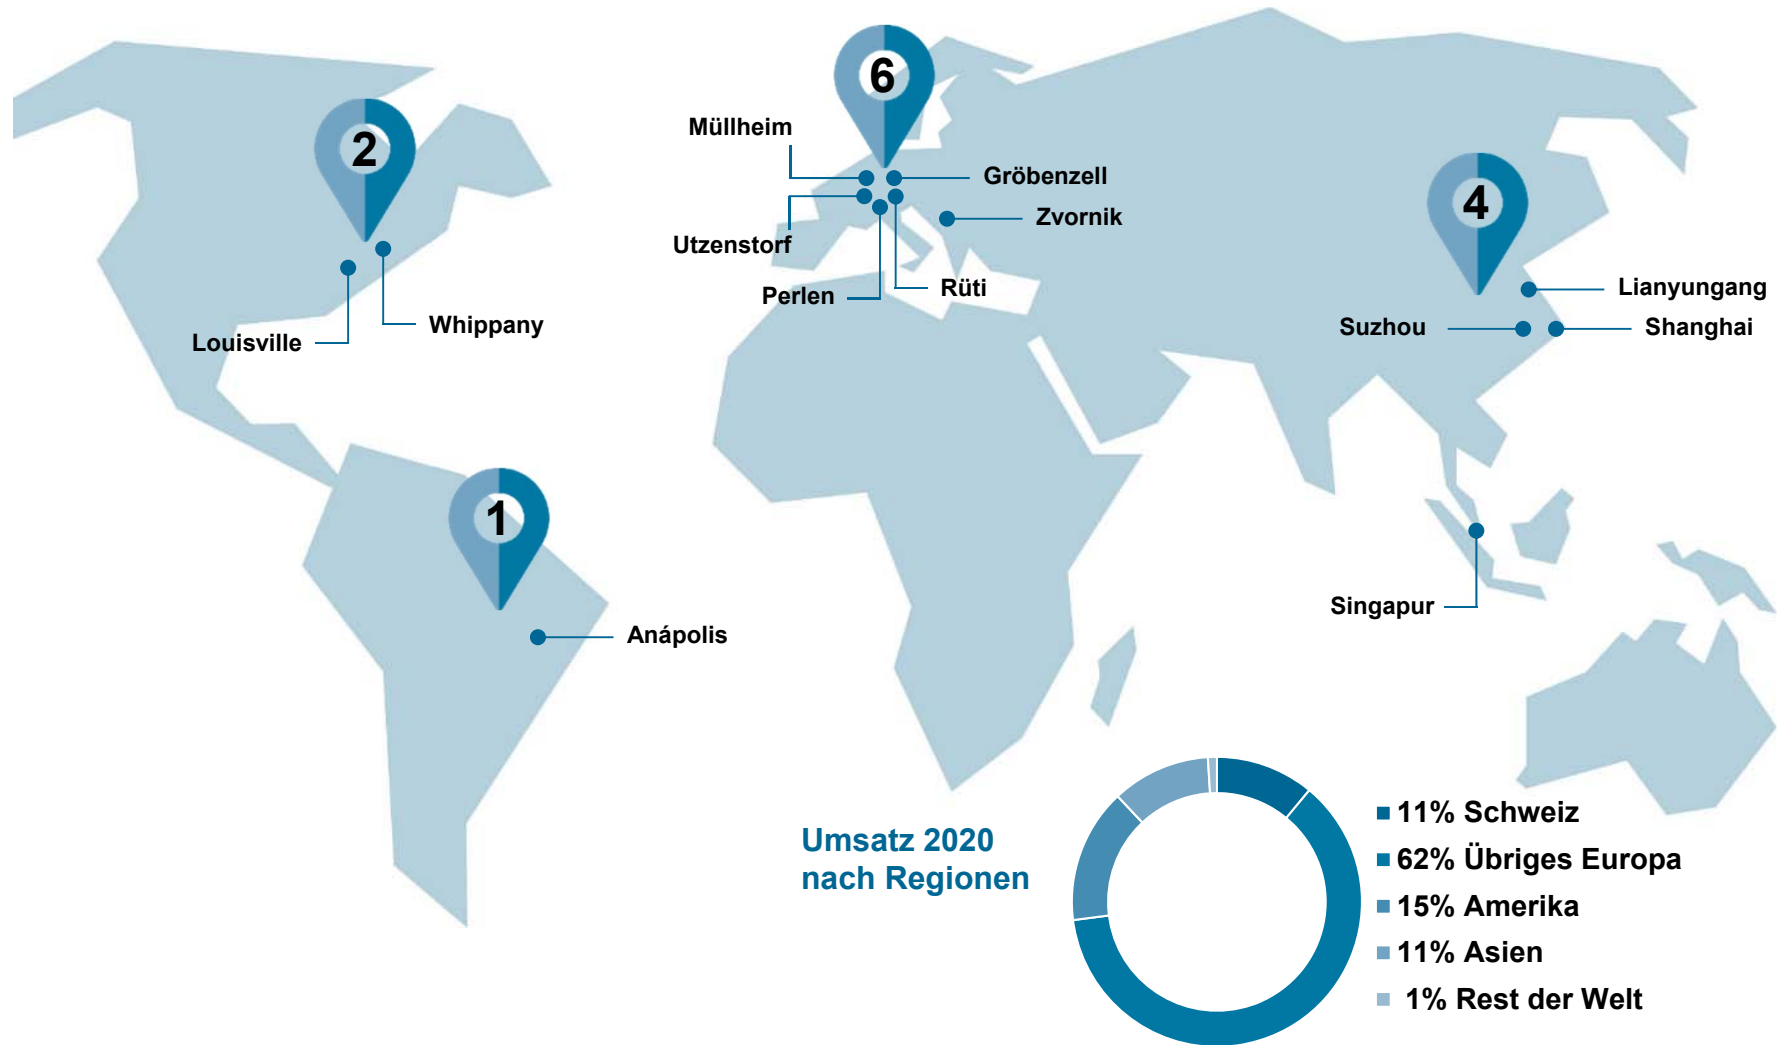 6
Müllheim
2
Gröbenzell
4
Zvornik
Utzenstorf
Perlen
Rüti
Lianyungang
Suzhou
Shanghai
Whippany
Louisville
1
Singapur
Anápolis
Umsatz 2020
nach Regionen
11% Schweiz
62% Übriges Europa
15% Amerika
11% Asien
1% Rest der Welt